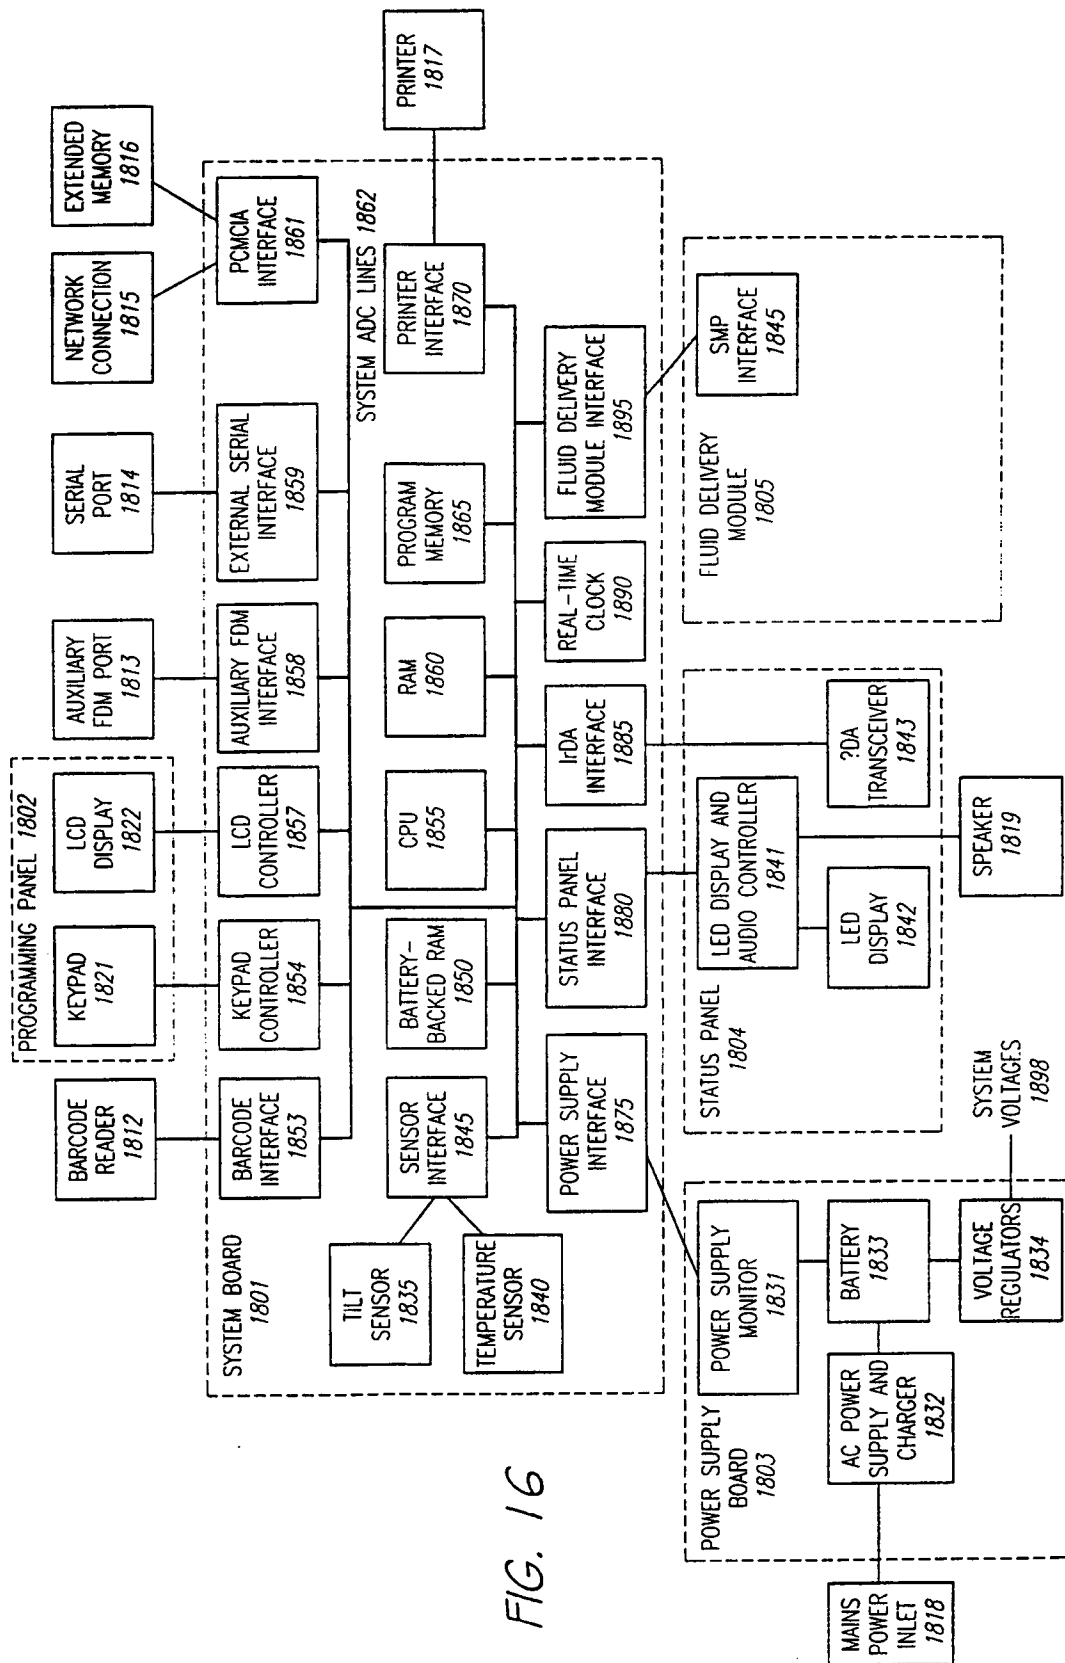 PROGRAMMING PANEL 1802
BARCODE
READER
1812
KEYPAD
1821
LCD
DISPLAY
1822
AUXILIARY
FDM PORT
1813
SERIAL
PORT
1814
NETWORK
CONNECTION
1815
EXTENDED
MEMORY
1816
SYSTEM BOARD
1801
BARCODE
INTERFACE
1853
KEYPAD
CONTROLLER
1854
LCD
CONTROLLER
1857
AUXILIARY FDM
INTERFACE
1858
EXTERNAL SERIAL
INTERFACE
1859
PCMCIA
INTERFACE
1861
SYSTEM ADC LINES 1862
TILT
SENSOR
1835
TEMPERATURE
SENSOR
1840
SENSOR
INTERFACE
1845
BATTERY-
BACKED RAM
1850
CPU
1855
RAM
1860
PROGRAM
MEMORY
1865
PRINTER
INTERFACE
1870
PRINTER
1817
POWER SUPPLY
INTERFACE
1875
STATUS PANEL
INTERFACE
1880
IrDA
INTERFACE
1885
REAL-TIME
CLOCK
1890
FLUID DELIVERY
MODULE INTERFACE
1895
POWER SUPPLY
BOARD
1803
POWER SUPPLY
MONITOR
1831
MAINS
POWER
INLET
1818
AC POWER
SUPPLY AND
CHARGER
1832
BATTERY
1833
VOLTAGE
REGULATORS
1834
SYSTEM
VOLTAGES
1898
STATUS PANEL
1804
LED DISPLAY AND
AUDIO CONTROLLER
1841
LED
DISPLAY
1842
?DA
TRANSCEIVER
1843
SPEAKER
1819
FLUID DELIVERY
MODULE
1805
SMP
INTERFACE
1845
FIG. 16